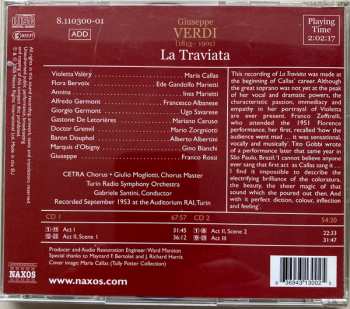 8.110300-01
ADD
Giuseppe
VERDI
(1813 - 1901)
La Traviata
Playing
Time
2:02:17
Violetta Valéry Maria Callas
Flora Bervoix Ede Gandolfo Marietti
Annina Ines Marietti
Alfredo Germont Francesco Albanese
Giorgio Germont Ugo Savarese
Gastone De Letorières Mariano Caruso
Doctor Grenvil Mario Zorgniotti
Baron Douphol Alberto Albertini
Marquis d'Obigny Gino Bianchi
Giuseppe Franco Rossi
CETRA Chorus • Giulio Mogliotti, Chorus Master
Turin Radio Symphony Orchestra
Gabriele Santini, Conductor
Recorded September 1953 at the Auditorium RAI, Turin
This recording of La Traviata was made at
the beginning of Callas' career. Although
the great soprano was not yet at the peak
of her vocal and dramatic powers, the
characteristic passion, immediacy and
empathy in her portrayal of Violetta
are ever present. Franco Zeffirelli,
who attended the 1951 Florence
performance, her first, recalled 'how the
audience went mad... it was sensational,
vocally and musically'. Tito Gobbi wrote
of a performance later that same year in
São Paulo, Brazil, 'I cannot believe anyone
ever sang that first act as Callas sang it ...
I find it impossible to describe the
electrifying brilliance of the coloratura,
the beauty, the sheer magic of that
sound which she poured out then. And
with it perfect diction, colour, inflection
and feeling'.
CD 1 67:57
Act I 31:45
Act II, Scene 1 36:12
CD 2 54:20
Act II, Scene 2 22:33
Act III 31:47
Producer and Audio Restoration Engineer: Ward Marston
Special thanks to Maynard F. Bertolet and J. Richard Harris
Cover image: Maria Callas (Tully Potter Collection)
NAXOS
www.naxos.com
NAXOS